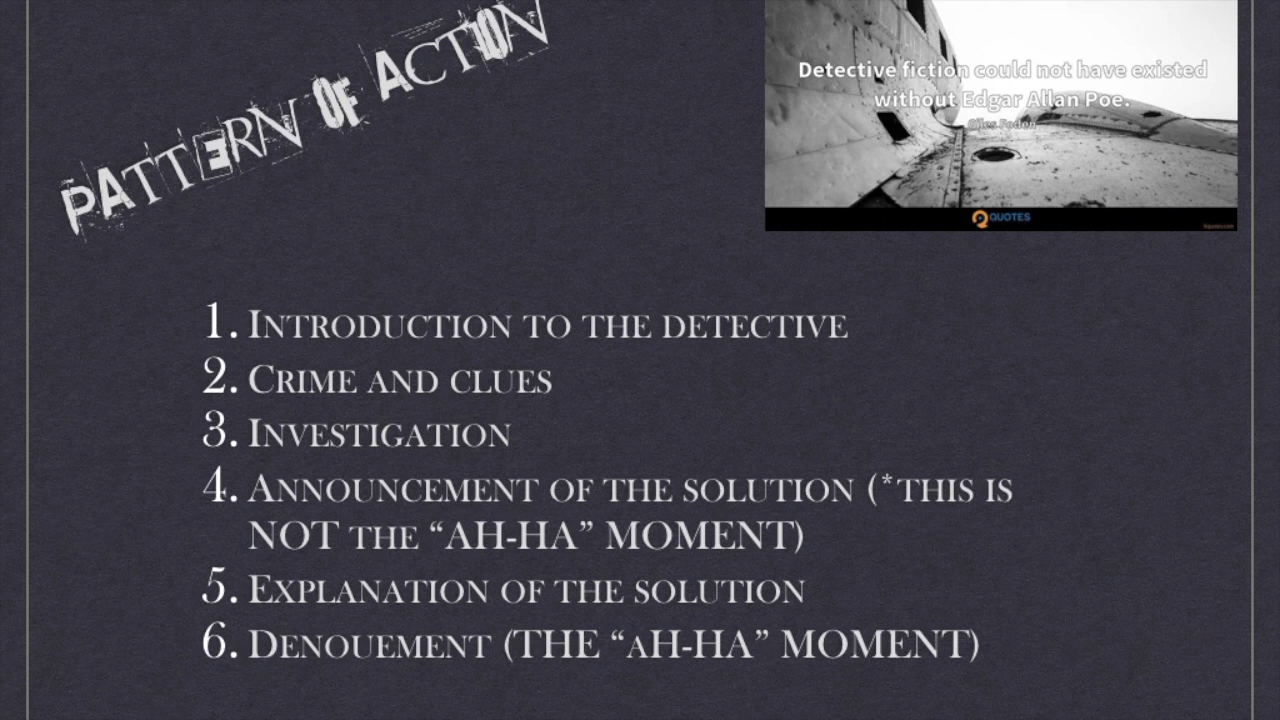 PATTERN OF ACTION
Detective fiction could not have existed
without Edgar Allan Poe.
Giles Foden
QUOTES
1. Introduction to the detective
2. Crime and clues
3. Investigation
4. Announcement of the solution (*this is
NOT the “AH-HA” MOMENT)
5. Explanation of the solution
6. Denouement (THE “aH-HA” MOMENT)